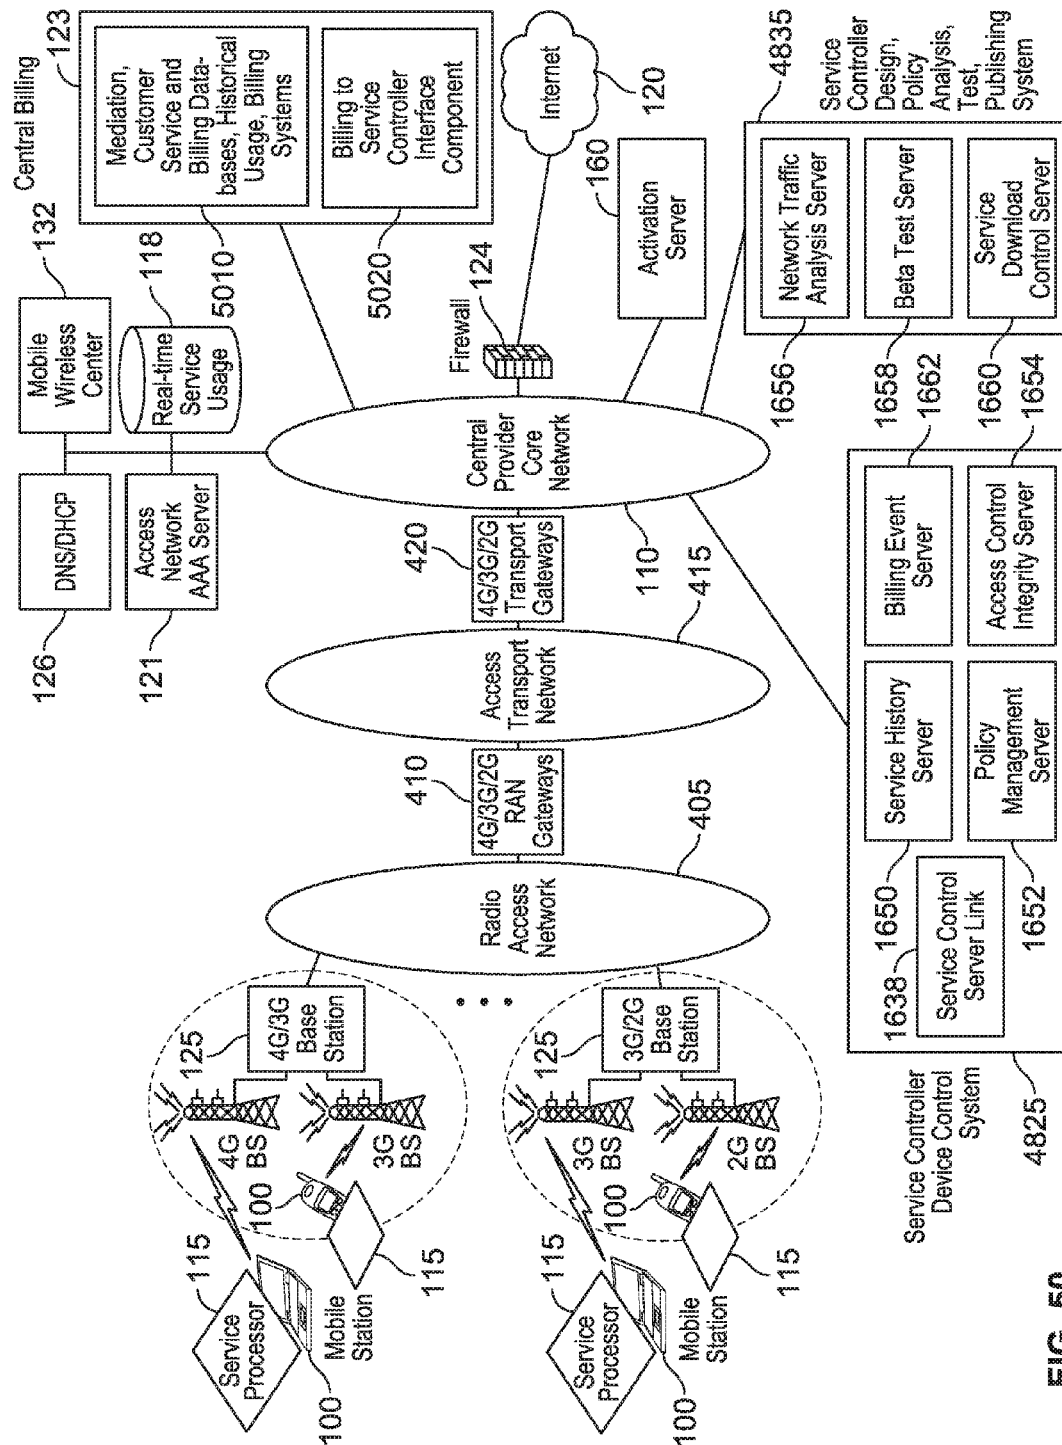 Service
Processor
115
100
Mobile
Station
115
100
4G
BS
3G
BS
125
4G/3G
Base
Station
Service
Processor
115
100
Mobile
Station
115
100
3G
BS
2G
BS
125
3G/2G
Base
Station
Radio
Access
Network
405
4G/3G/2G
RAN
Gateways
410
Access
Transport
Network
415
4G/3G/2G
Transport
Gateways
420
Central
Provider
Core
Network
110
DNS/DHCP
126
Mobile
Wireless
Center
132
Access
Network
AAA Server
121
Real-time
Service
Usage
118
Central Billing
123
Mediation,
Customer
Service and
Billing Data-
bases, Historical
Usage, Billing
Systems
5010
Billing to
Service
Controller
Interface
Component
5020
Firewall
124
Internet
120
Activation
Server
160
Service Controller
Device Control
System
4825
1638
Service Control
Server Link
Service History
Server
1650
Policy
Management
Server
1652
Billing Event
Server
1662
Access Control
Integrity Server
1654
4835
Service
Controller
Design,
Policy
Analysis,
Test,
Publishing
System
Network Traffic
Analysis Server
1656
Beta Test Server
1658
Service
Download
Control Server
1660